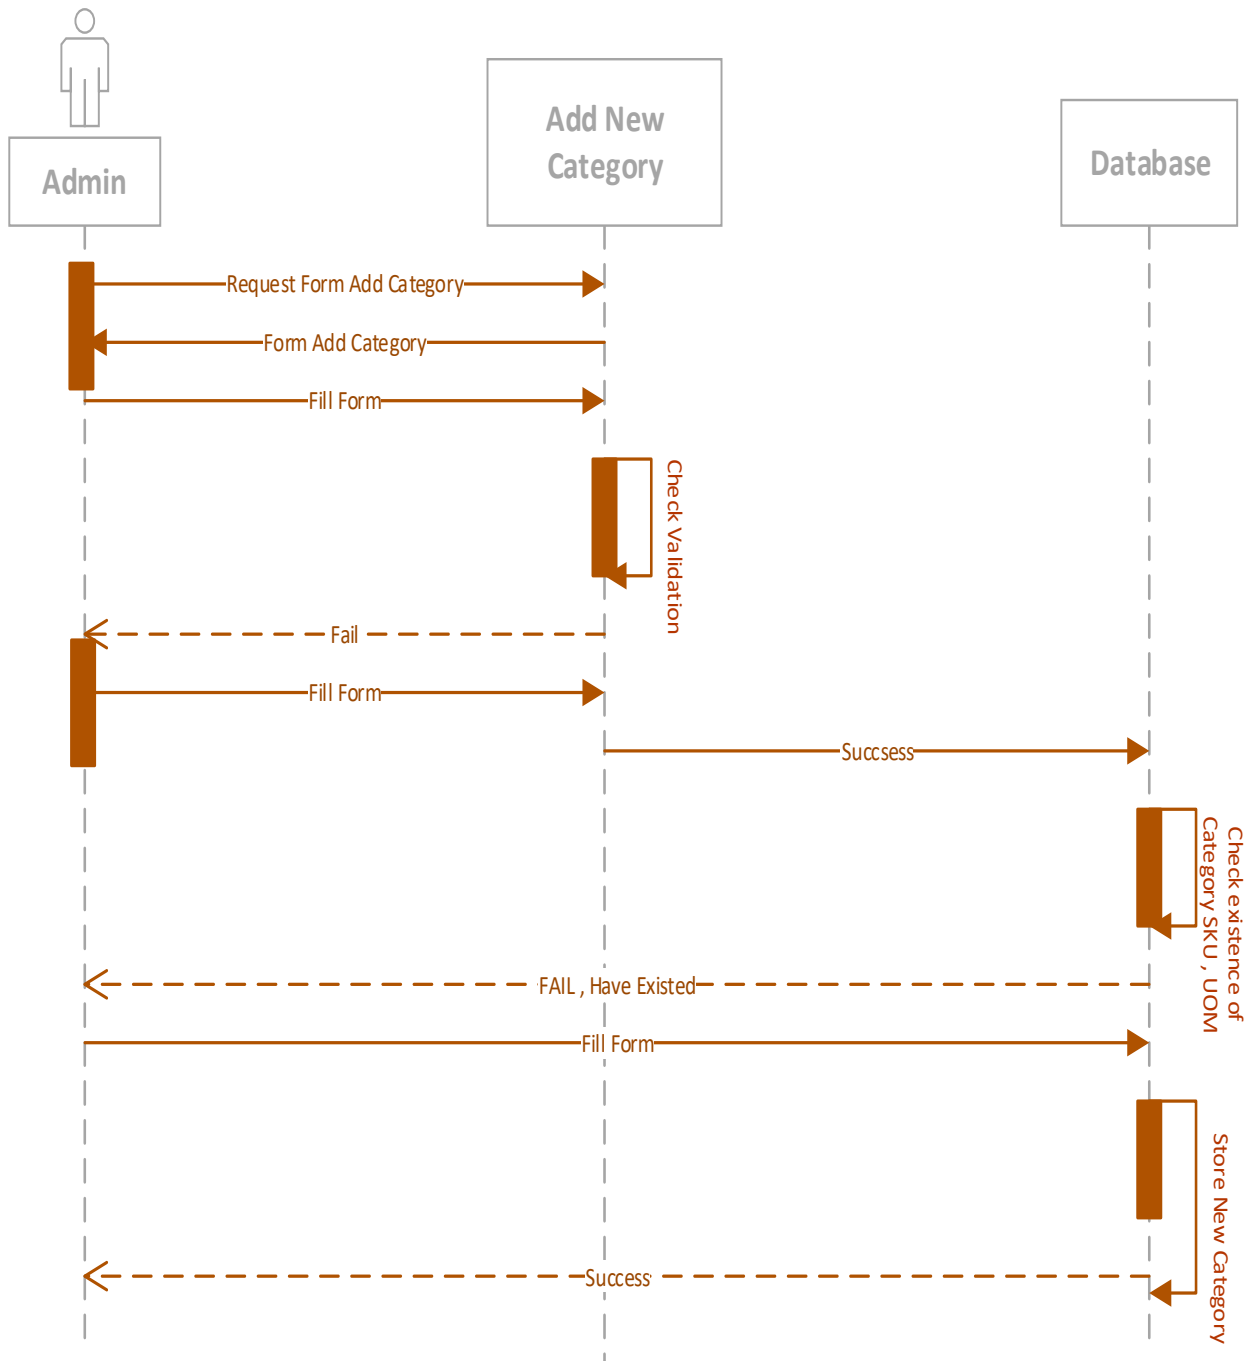 Admin
Add New
Category
Database
Request Form Add Category
Form Add Category
Fill Form
Check Validation
Fail
Fill Form
Succsess
Check existence of
Category SKU , UOM
FAIL , Have Existed
Fill Form
Store New Category
Success